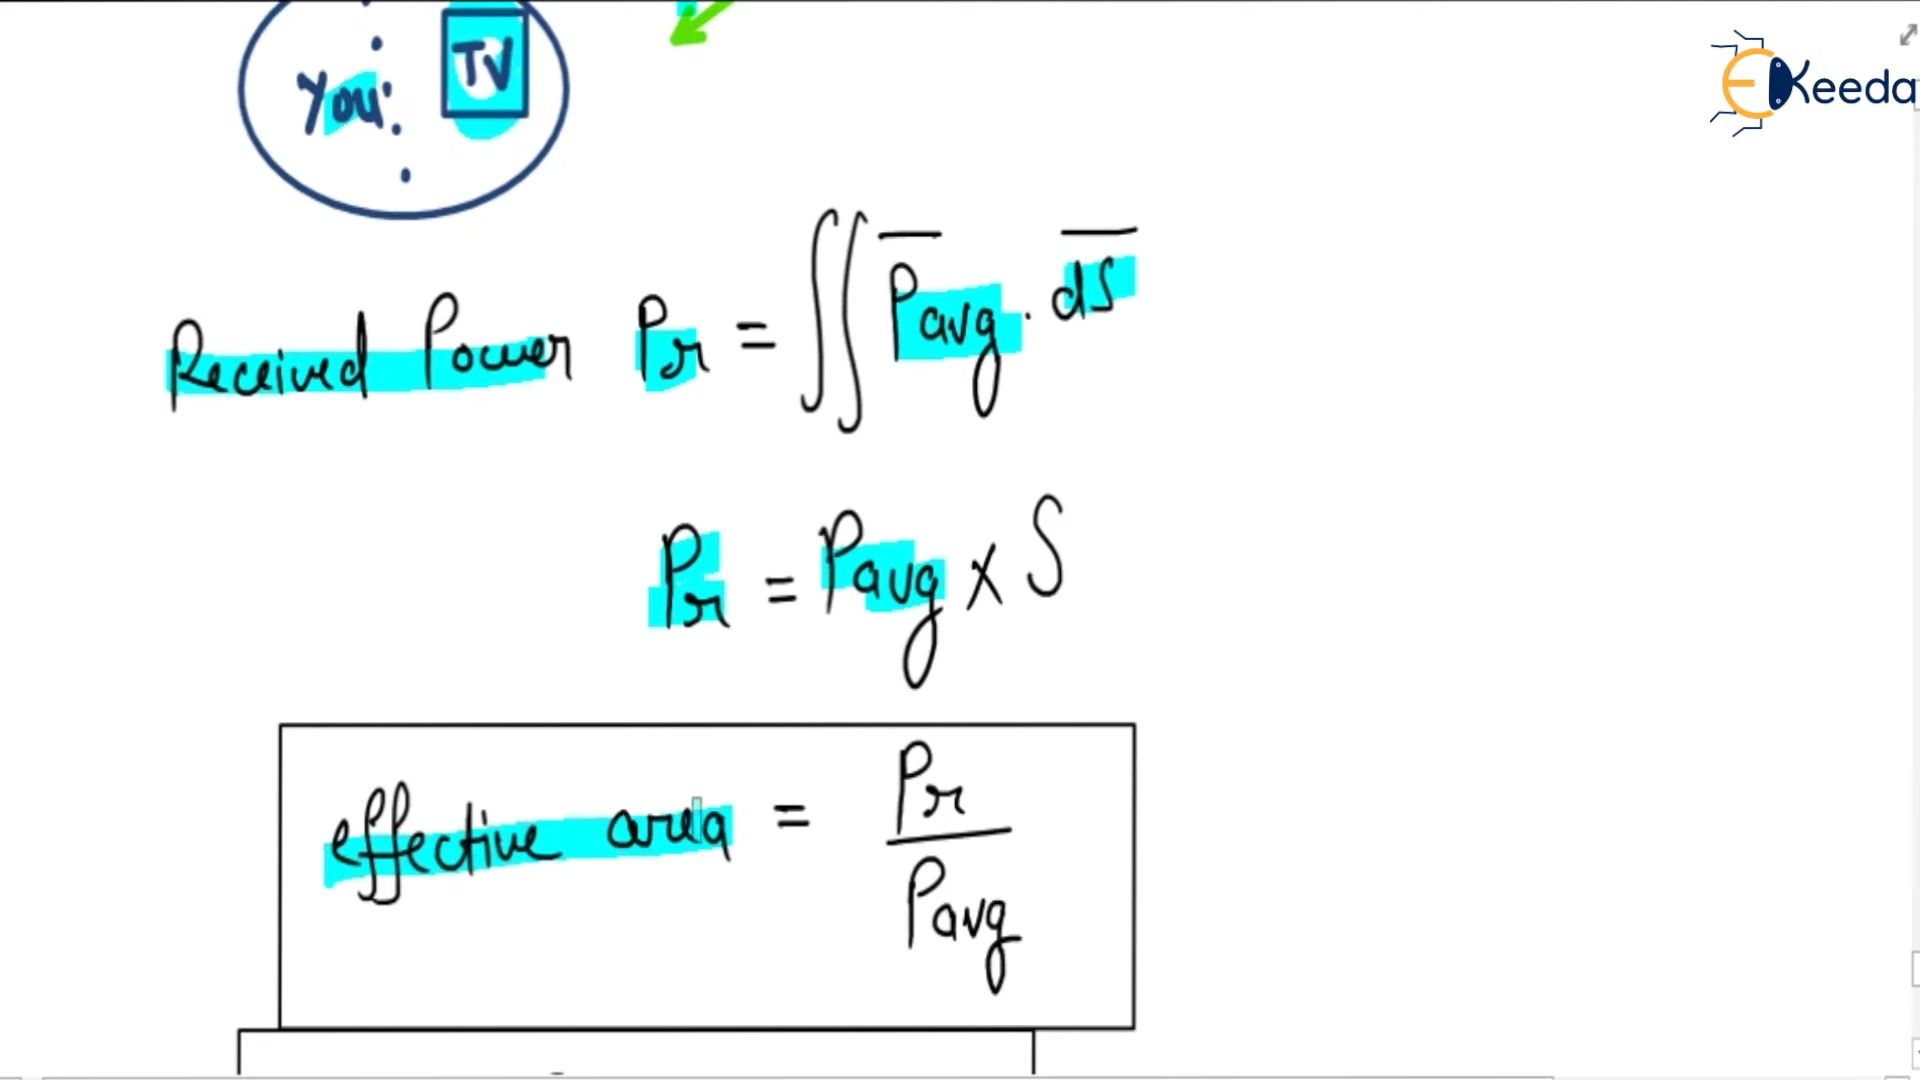 You:
TV
EKeeda
Received Power Pr = ∬ P̅avg . d̅S̅
Pr = Pavg × S
effective area = Pr / Pavg